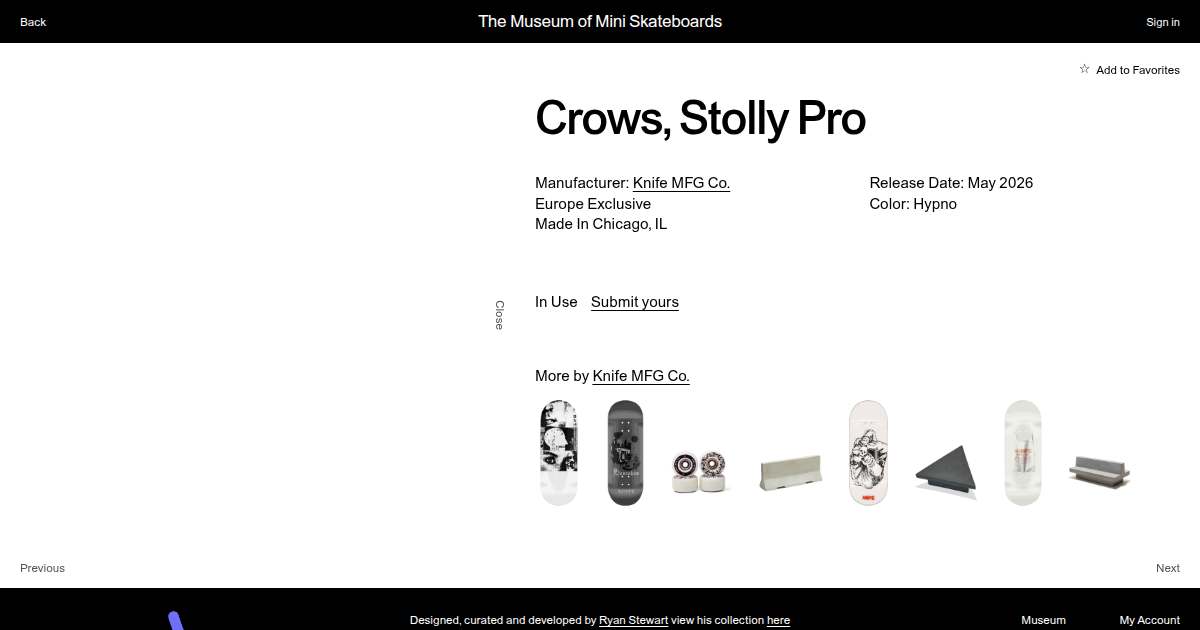 Back
The Museum of Mini Skateboards
Sign in
☆ Add to Favorites
Crows, Stolly Pro
Manufacturer: Knife MFG Co.
Europe Exclusive
Made In Chicago, IL
Release Date: May 2026
Color: Hypno
Close
In Use Submit yours
More by Knife MFG Co.
Previous
Next
Designed, curated and developed by Ryan Stewart view his collection here
Museum
My Account